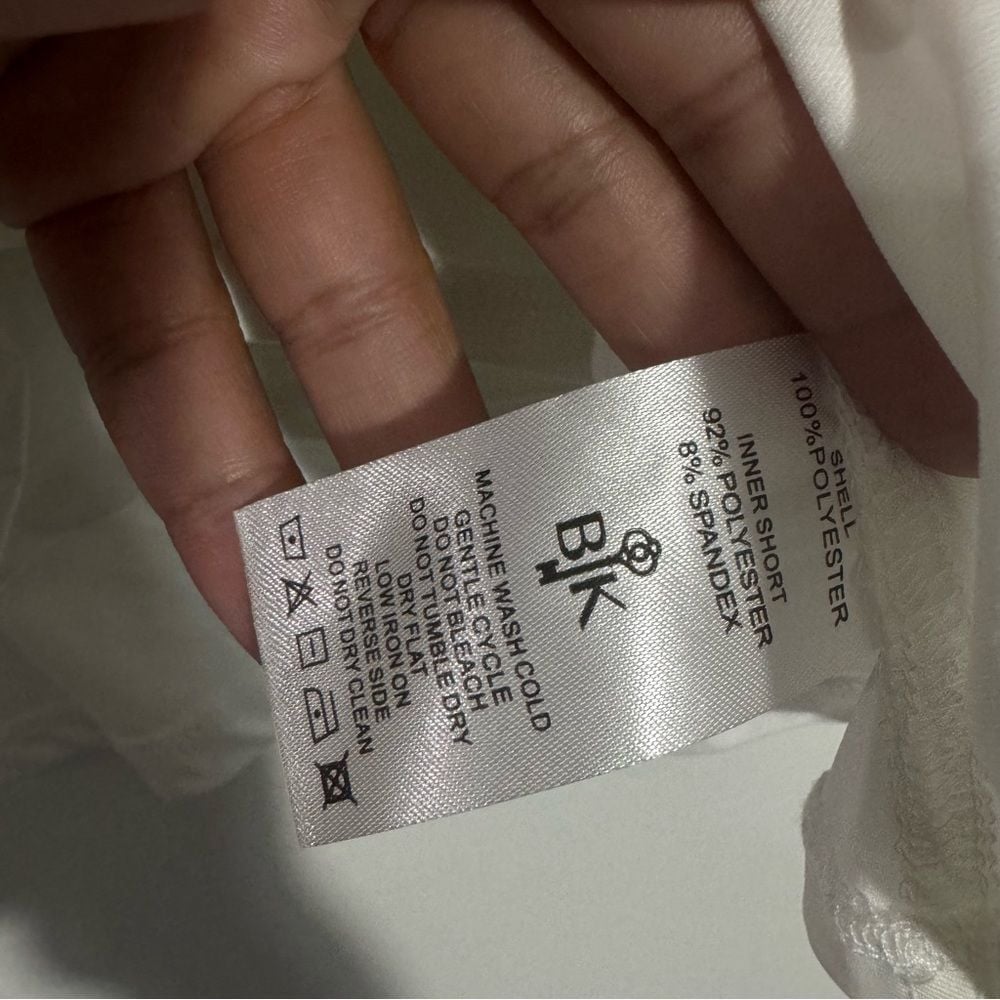 SHELL
100%POLYESTER
INNER SHORT
92% POLYESTER
8% SPANDEX
BJK
MACHINE WASH COLD
GENTLE CYCLE
DO NOT BLEACH
DO NOT TUMBLE DRY
DRY FLAT
LOW IRON ON
REVERSE SIDE
DO NOT DRY CLEAN